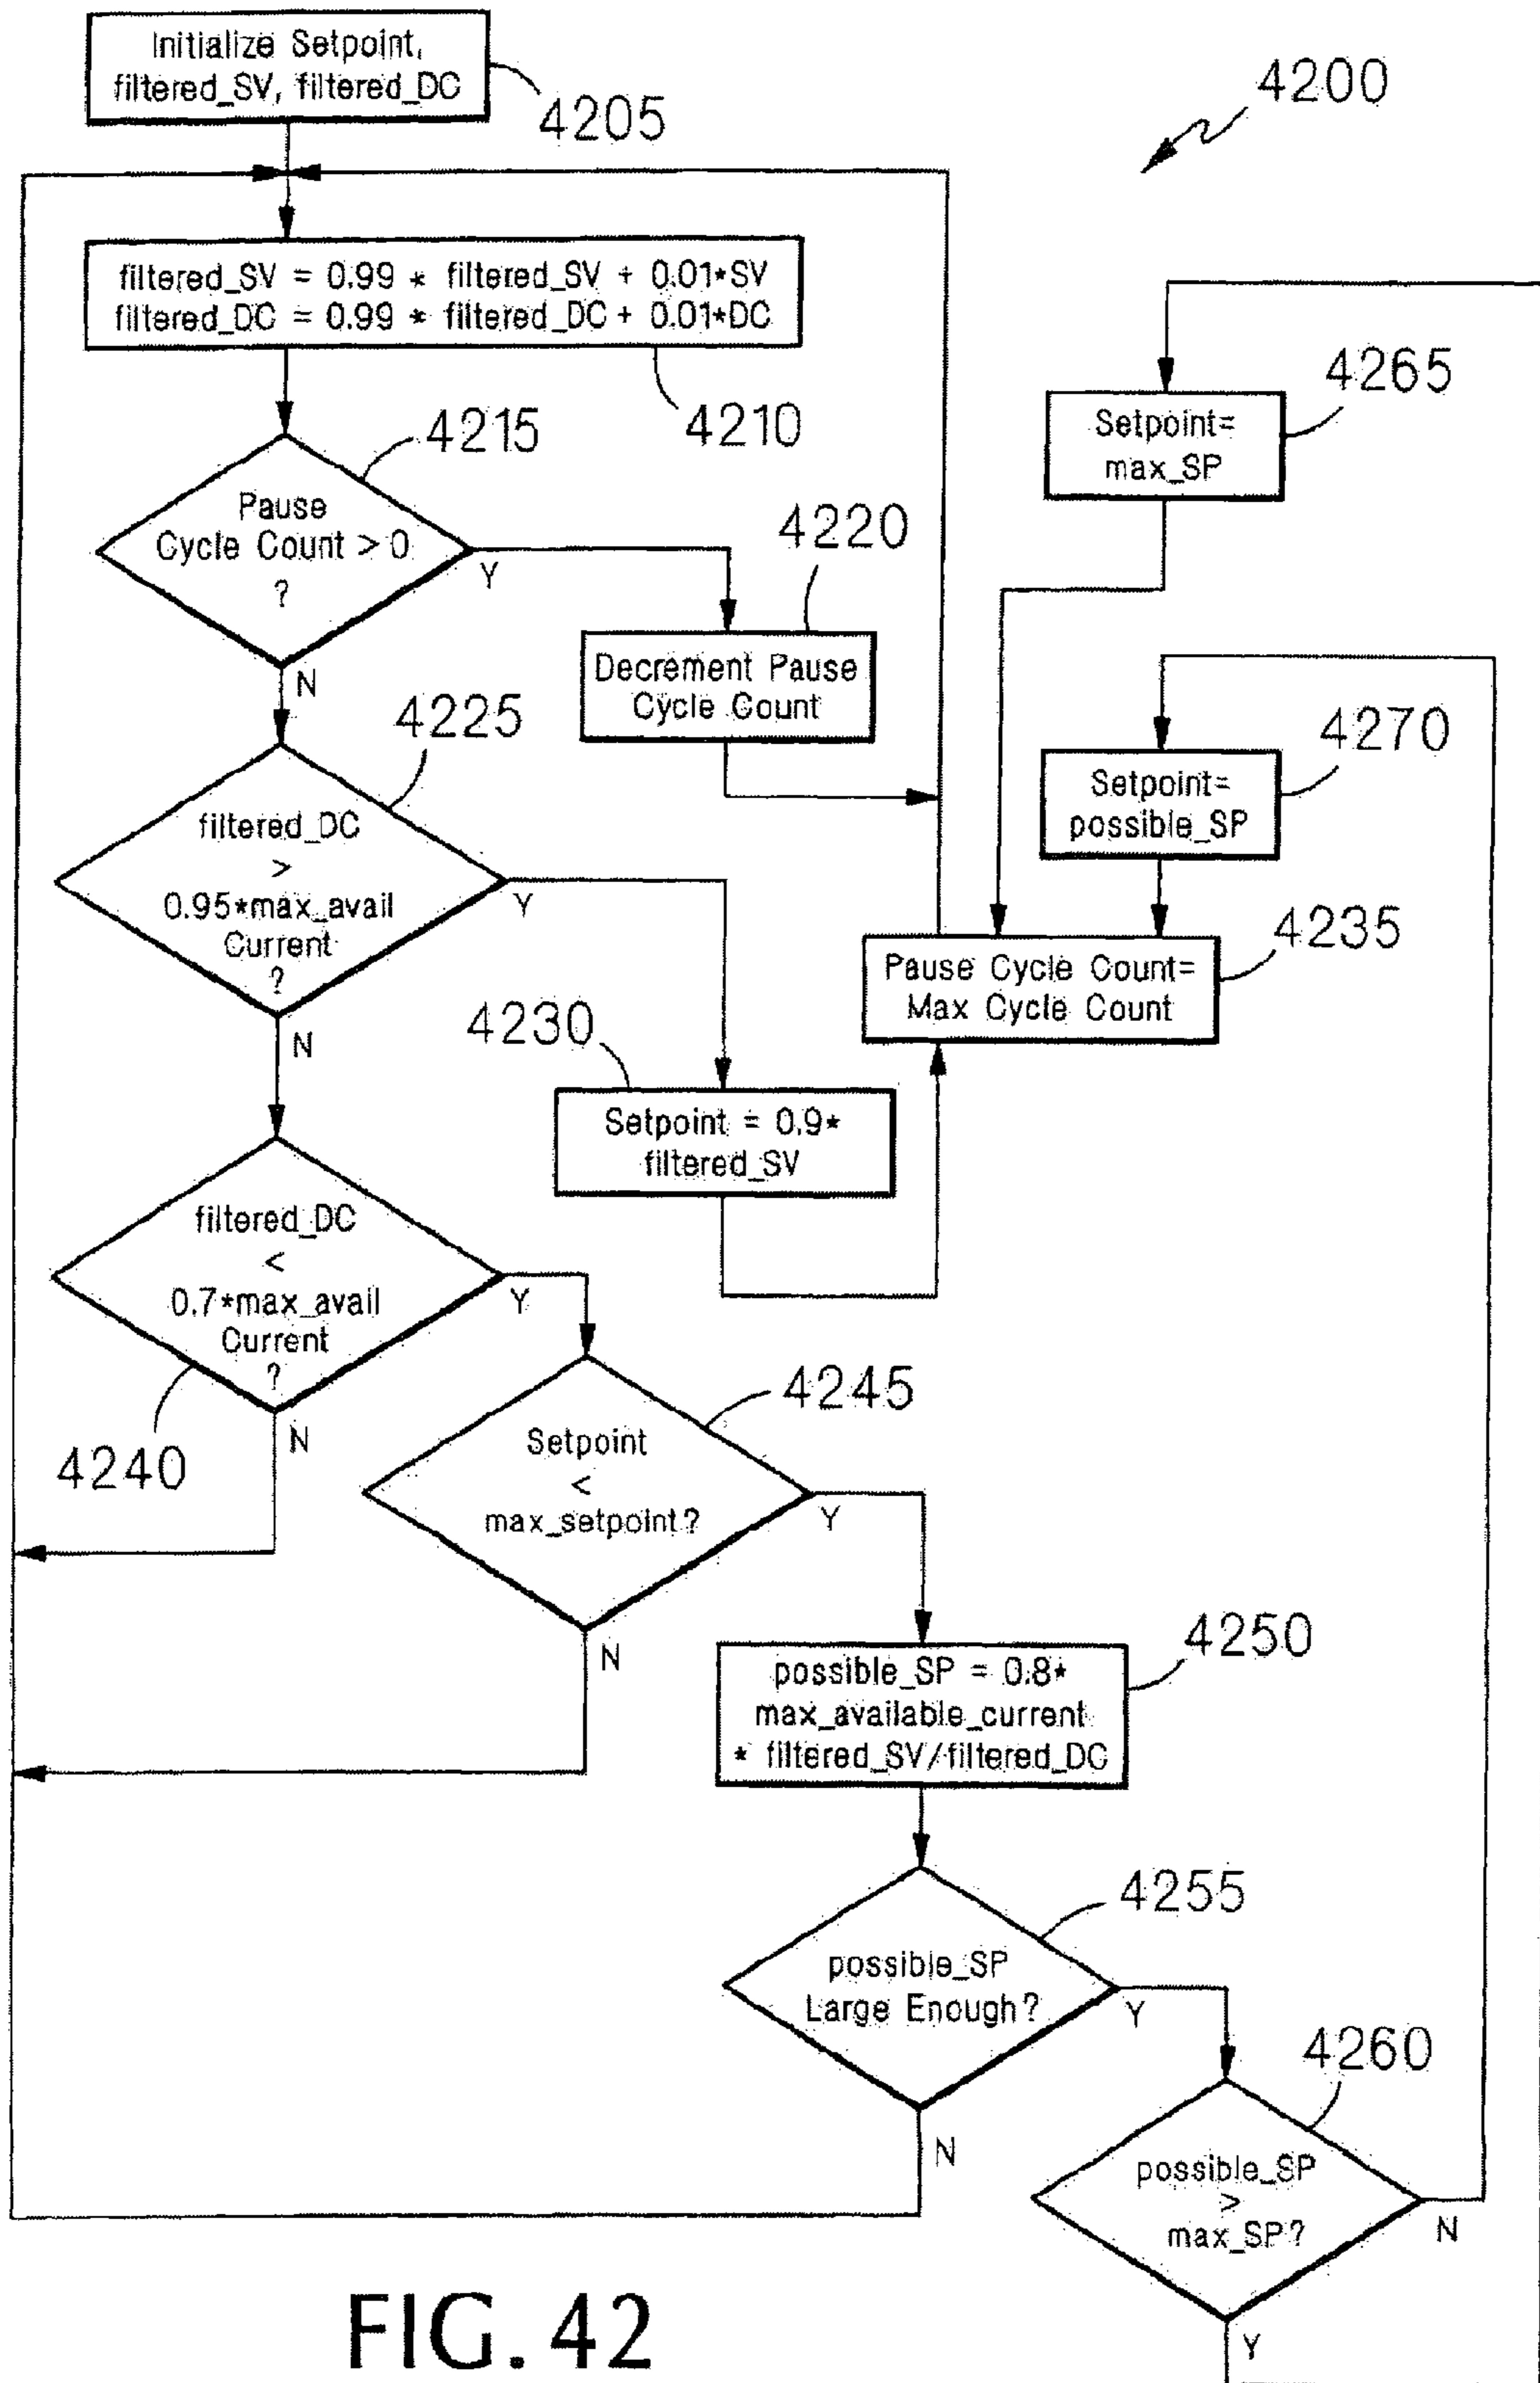 Initialize Setpoint,
filtered_SV, filtered_DC
4205
4200
filtered_SV = 0.99 * filtered_SV + 0.01*SV
filtered_DC = 0.99 * filtered_DC + 0.01*DC
4210
4215
Pause
Cycle Count > 0
?
Y
N
4220
Decrement Pause
Cycle Count
4265
Setpoint=
max_SP
4270
Setpoint=
possible_SP
4225
filtered_DC
>
0.95*max_avail
Current
?
Y
N
4235
Pause Cycle Count=
Max Cycle Count
4230
Setpoint = 0.9*
filtered_SV
filtered_DC
<
0.7*max_avail
Current
?
Y
N
4240
4245
Setpoint
<
max_setpoint?
Y
N
4250
possible_SP = 0.8*
max_available_current
* filtered_SV/filtered_DC
4255
possible_SP
Large Enough?
Y
N
4260
possible_SP
>
max_SP?
N
Y
FIG. 42